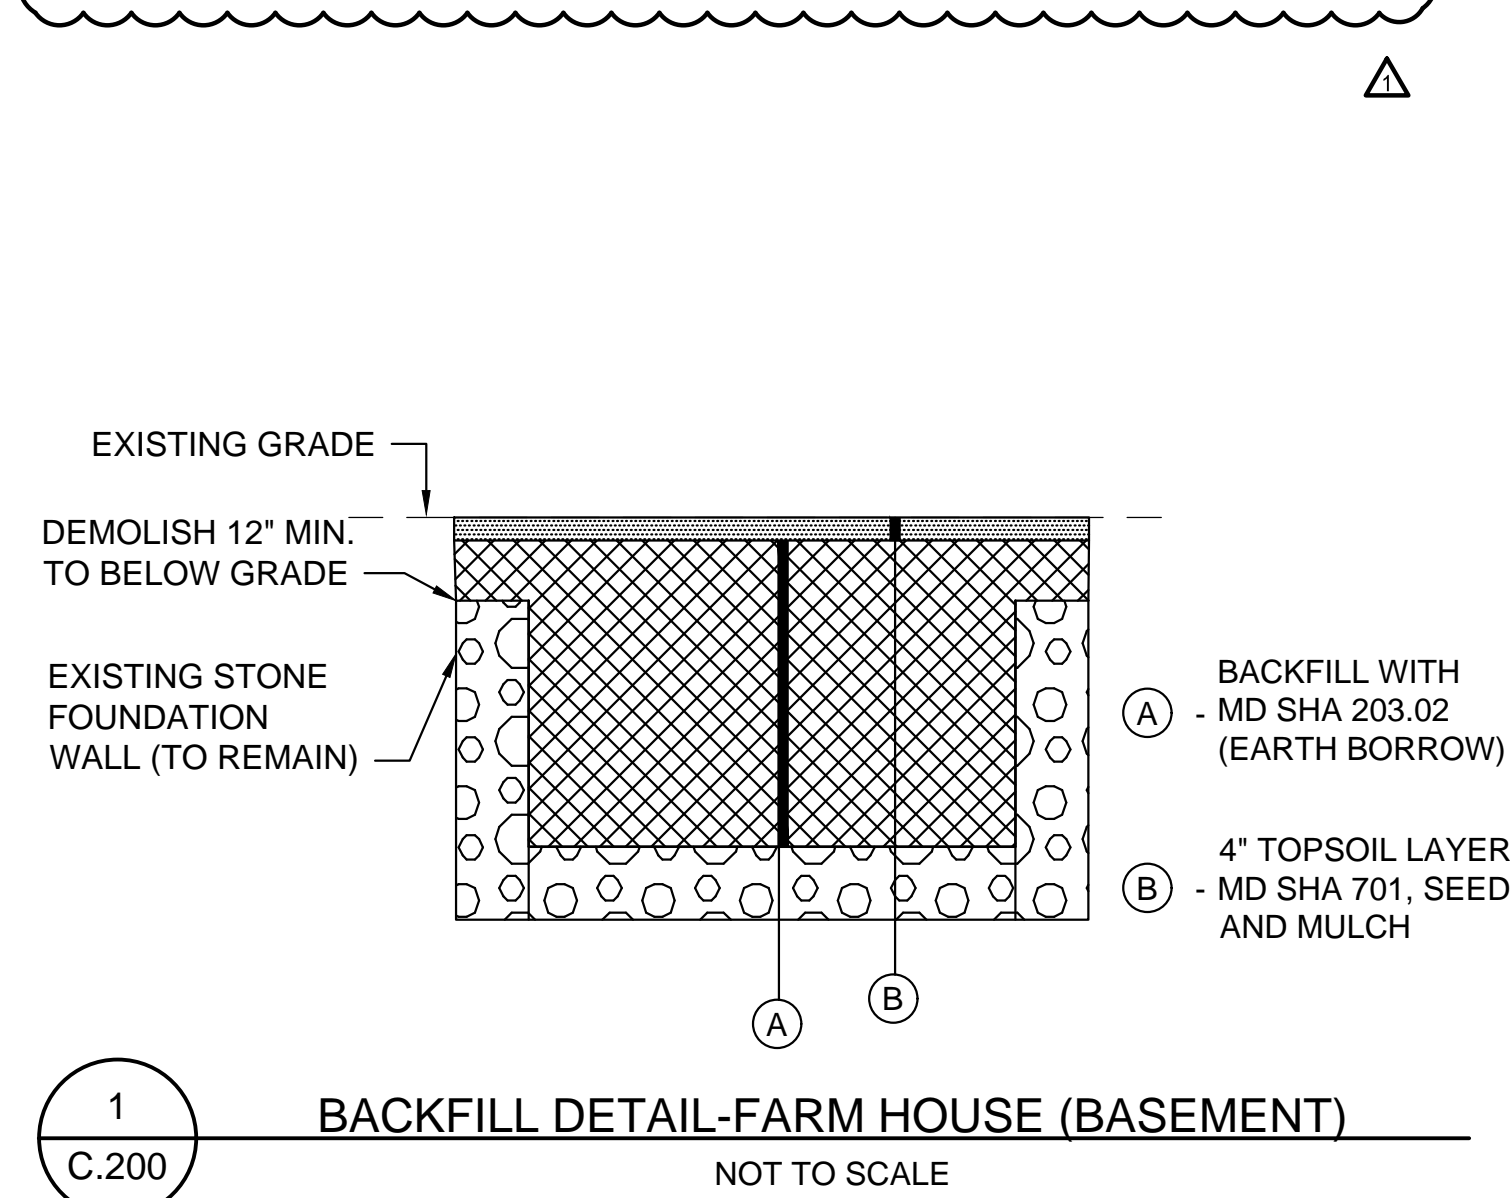 1
EXISTING GRADE
DEMOLISH 12" MIN.
TO BELOW GRADE
EXISTING STONE
FOUNDATION
WALL (TO REMAIN)
A
- BACKFILL WITH
MD SHA 203.02
(EARTH BORROW)
B
- 4" TOPSOIL LAYER
MD SHA 701, SEED
AND MULCH
B
A
1
C.200
BACKFILL DETAIL-FARM HOUSE (BASEMENT)
NOT TO SCALE